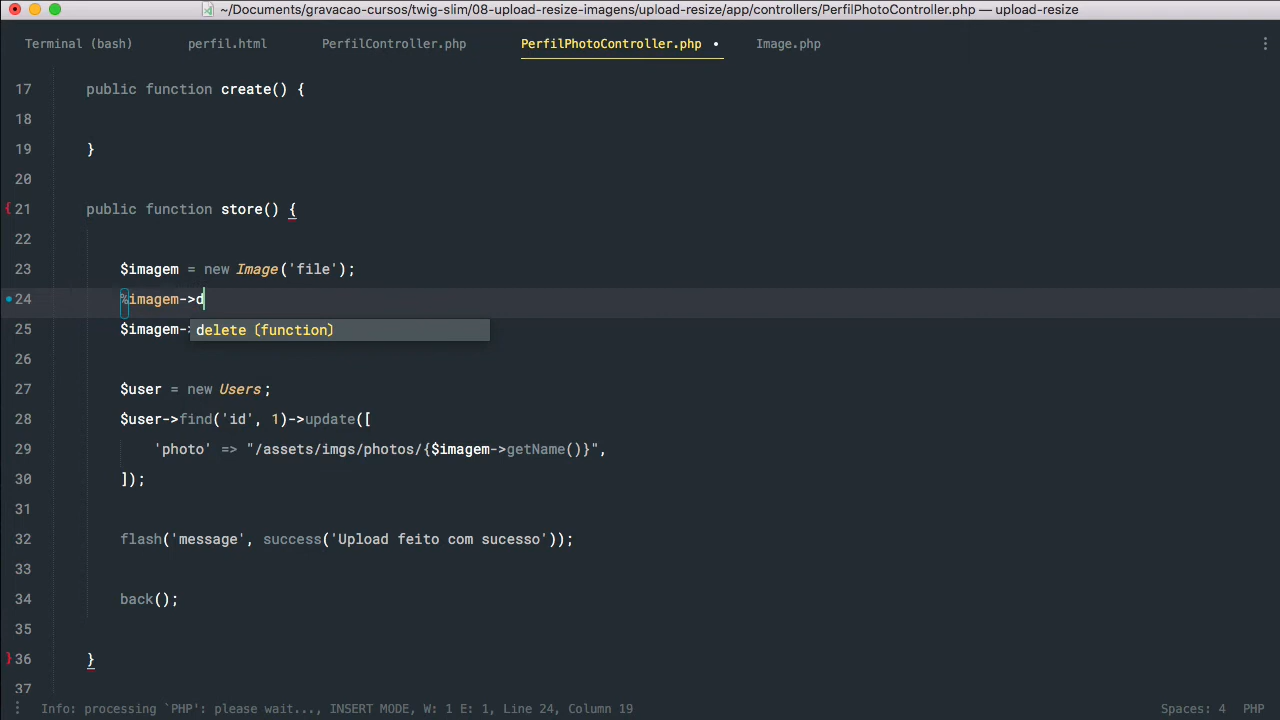 ~/Documents/gravacao-cursos/twig-slim/08-upload-resize-imagens/upload-resize/app/controllers/PerfilPhotoController.php — upload-resize
Terminal (bash) perfil.html PerfilController.php PerfilPhotoController.php • Image.php
17 public function create() {
18
19 }
20
{ 21 public function store() {
22
23 $imagem = new Image('file');
24 %imagem->d
25 $imagem-
delete (function)
26
27 $user = new Users;
28 $user->find('id', 1)->update([
29 'photo' => "/assets/imgs/photos/{$imagem->getName()}",
30 ]);
31
32 flash('message', success('Upload feito com sucesso'));
33
34 back();
35
} 36 }
37
Info: processing `PHP': please wait..., INSERT MODE, W: 1 E: 1, Line 24, Column 19 Spaces: 4 PHP